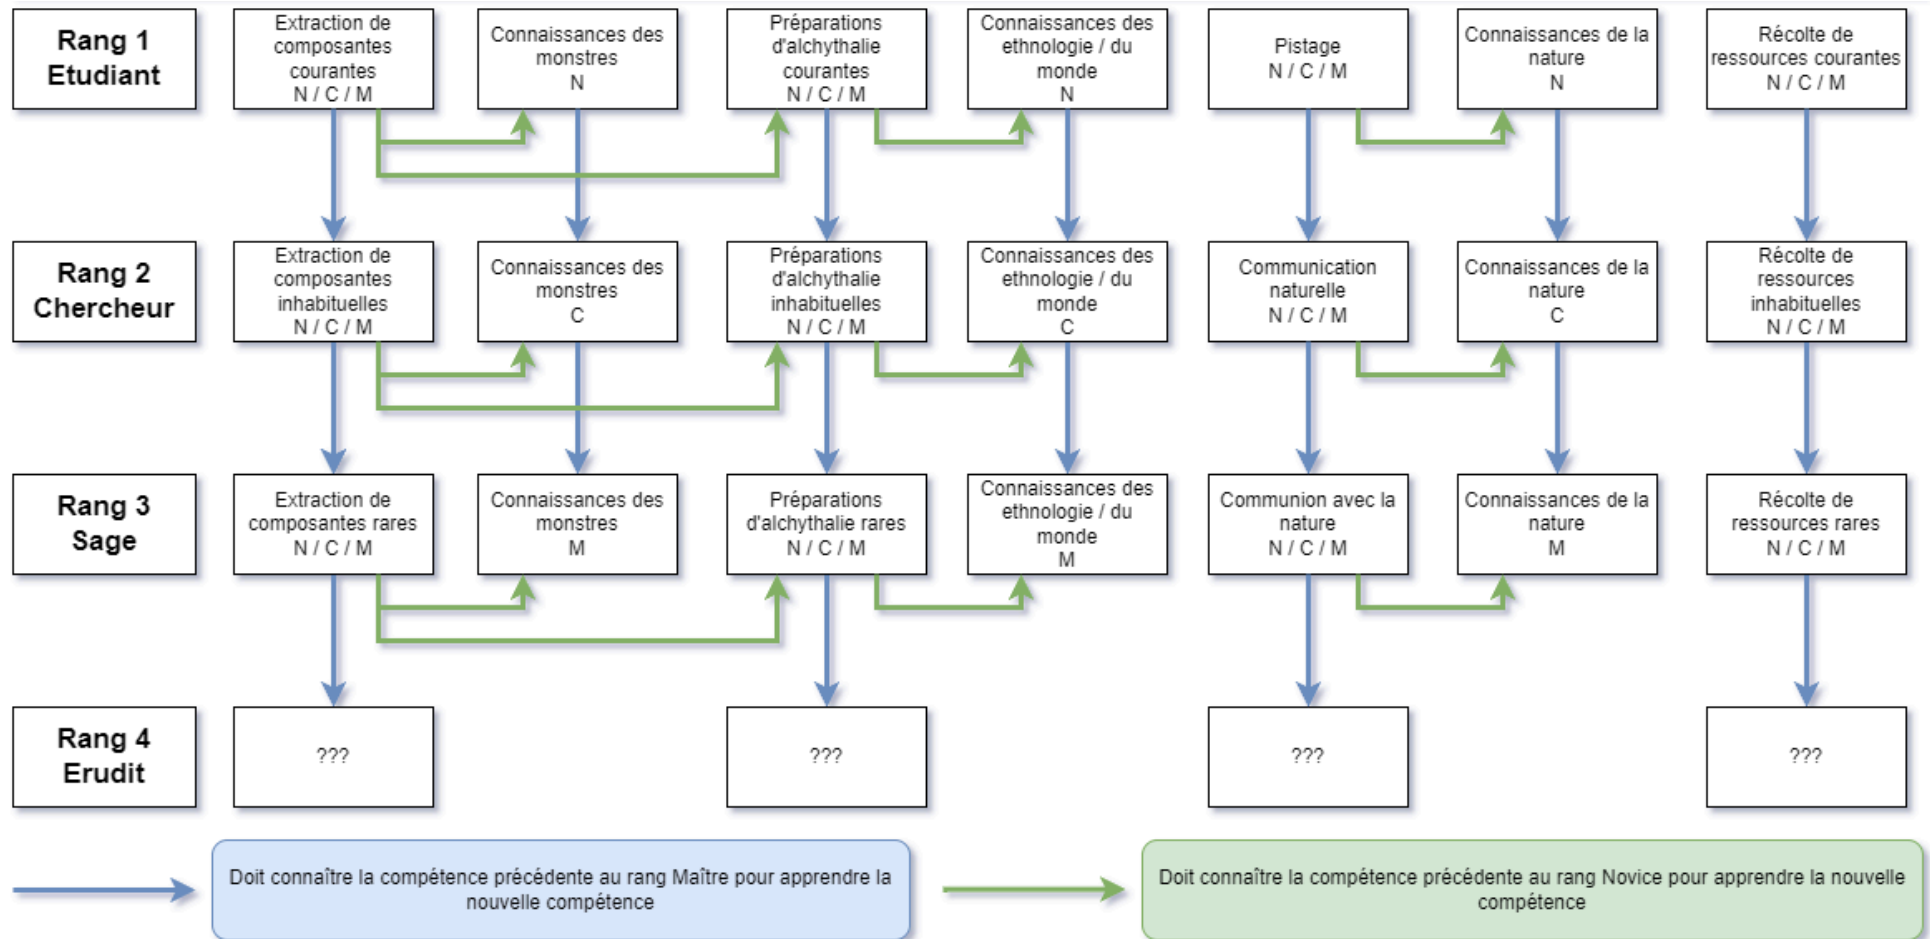 Rang 1
Etudiant
Extraction de
composantes
courantes
N / C / M
Connaissances des
monstres
N
Préparations
d'alchythalie
courantes
N / C / M
Connaissances des
ethnologie / du
monde
N
Pistage
N / C / M
Connaissances de la
nature
N
Récolte de
ressources courantes
N / C / M
Rang 2
Chercheur
Extraction de
composantes
inhabituelles
N / C / M
Connaissances des
monstres
C
Préparations
d'alchythalie
inhabituelles
N / C / M
Connaissances des
ethnologie / du
monde
C
Communication
naturelle
N / C / M
Connaissances de la
nature
C
Récolte de
ressources
inhabituelles
N / C / M
Rang 3
Sage
Extraction de
composantes rares
N / C / M
Connaissances des
monstres
M
Préparations
d'alchythalie rares
N / C / M
Connaissances des
ethnologie / du
monde
M
Communion avec la
nature
N / C / M
Connaissances de la
nature
M
Récolte de
ressources rares
N / C / M
Rang 4
Erudit
???
???
???
???
Doit connaître la compétence précédente au rang Maître pour apprendre la
nouvelle compétence
Doit connaître la compétence précédente au rang Novice pour apprendre la nouvelle
compétence